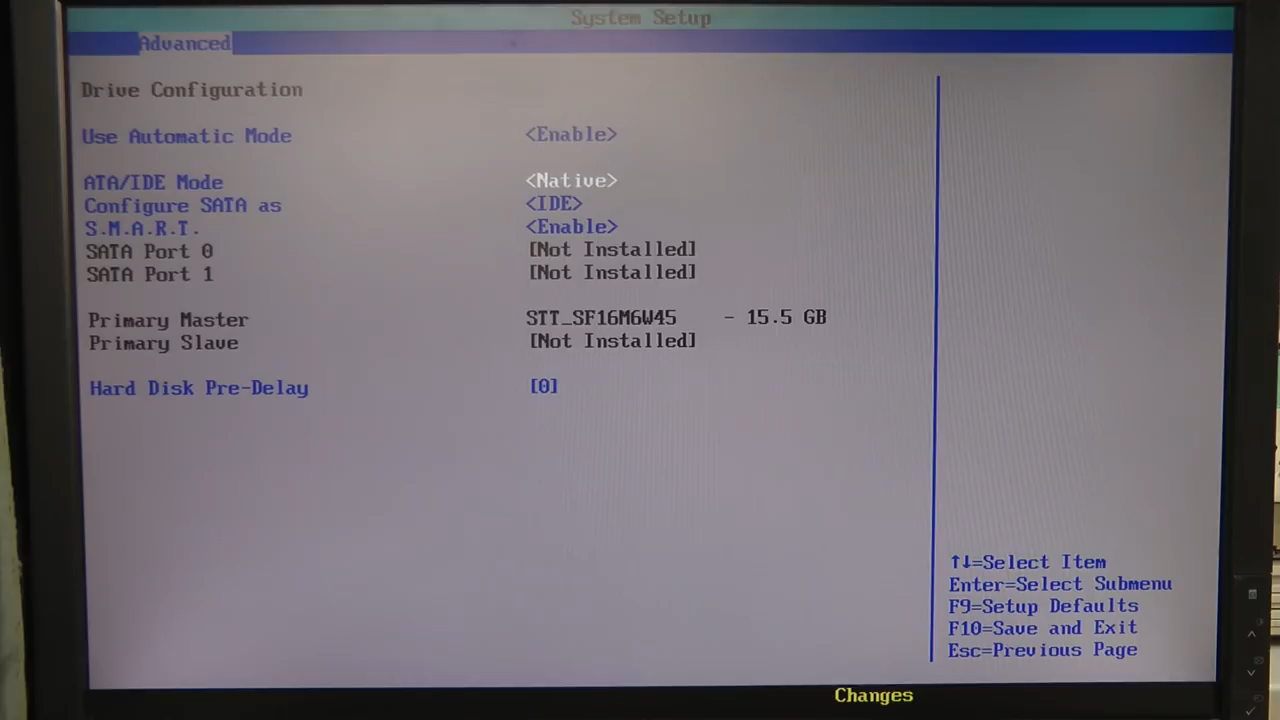 System Setup
Advanced
Drive Configuration
Use Automatic Mode <Enable>
ATA/IDE Mode <Native>
Configure SATA as <IDE>
S.M.A.R.T. <Enable>
SATA Port 0 [Not Installed]
SATA Port 1 [Not Installed]
Primary Master STT_SF16M6W45 - 15.5 GB
Primary Slave [Not Installed]
Hard Disk Pre-Delay [0]
↑↓=Select Item
Enter=Select Submenu
F9=Setup Defaults
F10=Save and Exit
Esc=Previous Page
Changes